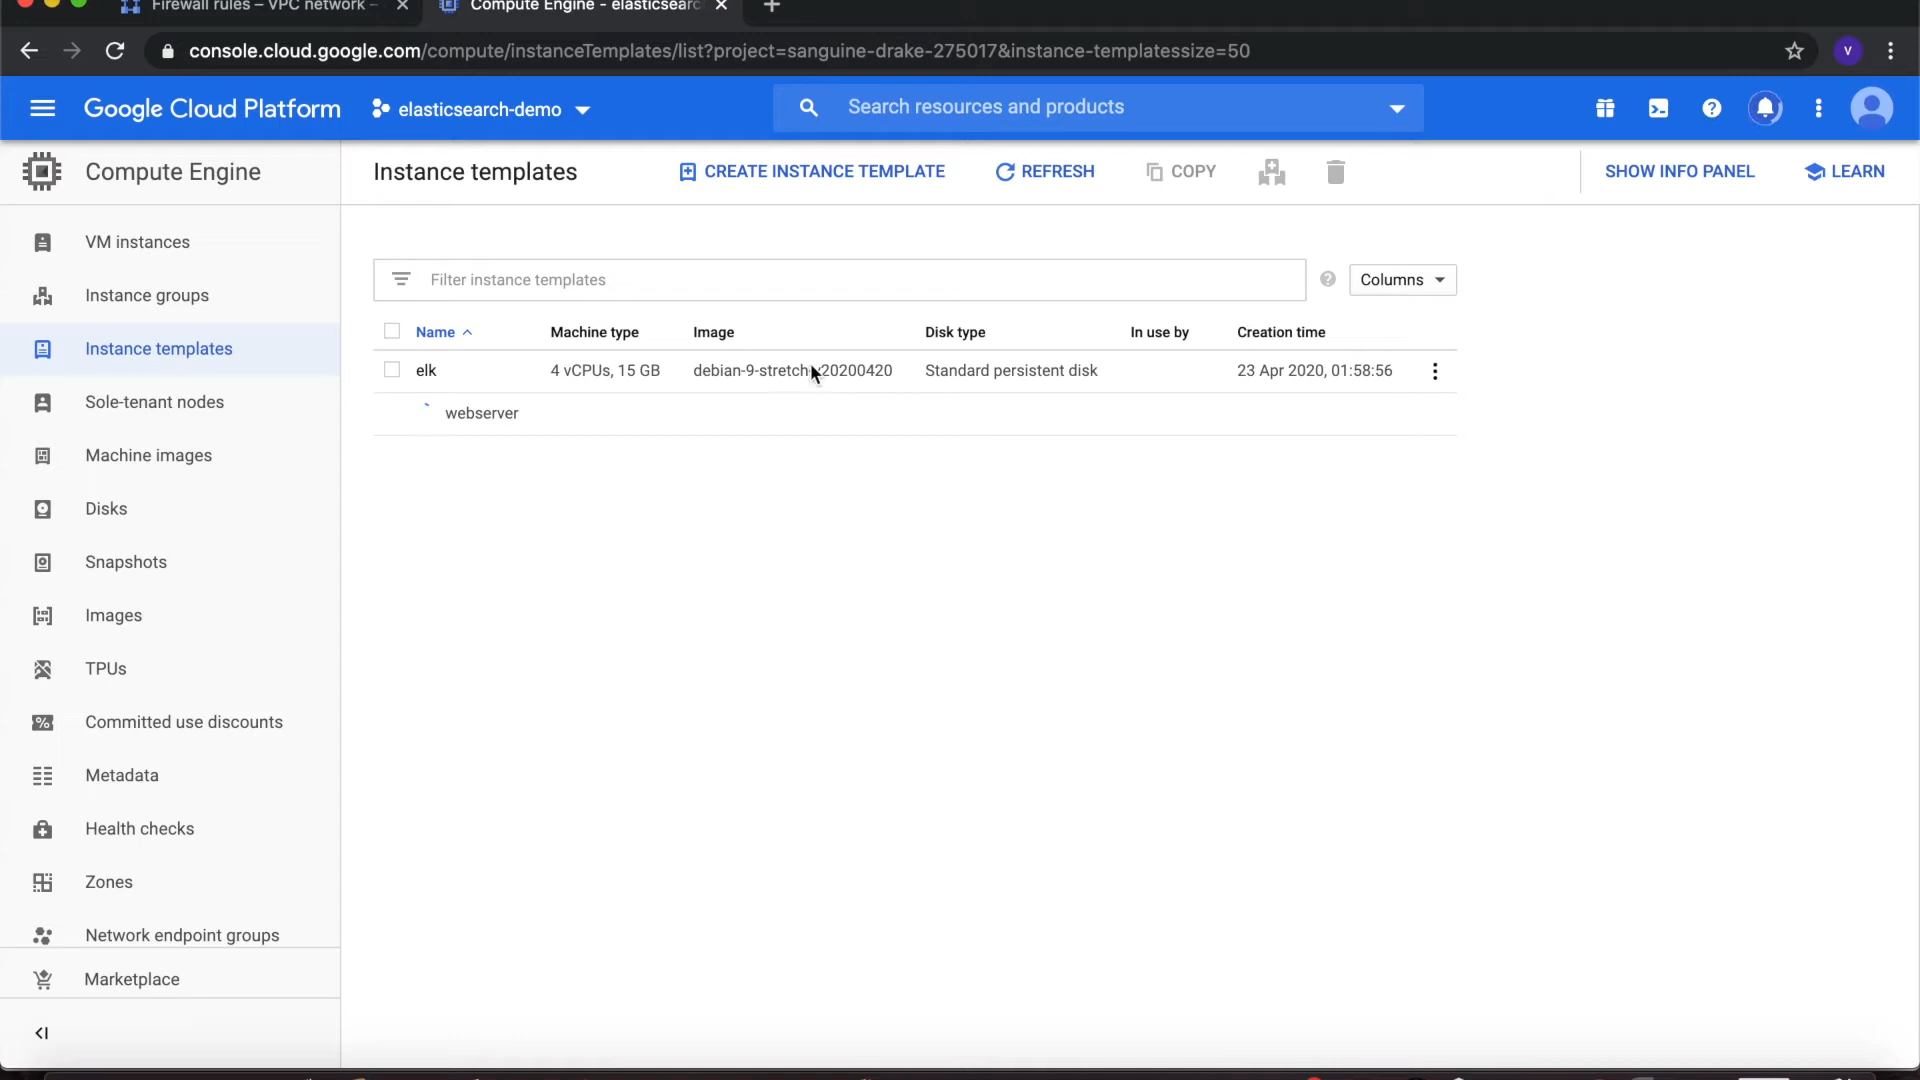 Firewall rules – VPC network –
Compute Engine - elasticsearc
console.cloud.google.com/compute/instanceTemplates/list?project=sanguine-drake-275017&instance-templatessize=50
V
Google Cloud Platform
elasticsearch-demo
Search resources and products
Compute Engine
Instance templates
CREATE INSTANCE TEMPLATE
REFRESH
COPY
SHOW INFO PANEL
LEARN
VM instances
Instance groups
Instance templates
Sole-tenant nodes
Machine images
Disks
Snapshots
Images
TPUs
Committed use discounts
Metadata
Health checks
Zones
Network endpoint groups
Marketplace
Filter instance templates
Columns
Name Machine type Image Disk type In use by Creation time
elk 4 vCPUs, 15 GB debian-9-stretch-v20200420 Standard persistent disk 23 Apr 2020, 01:58:56
webserver